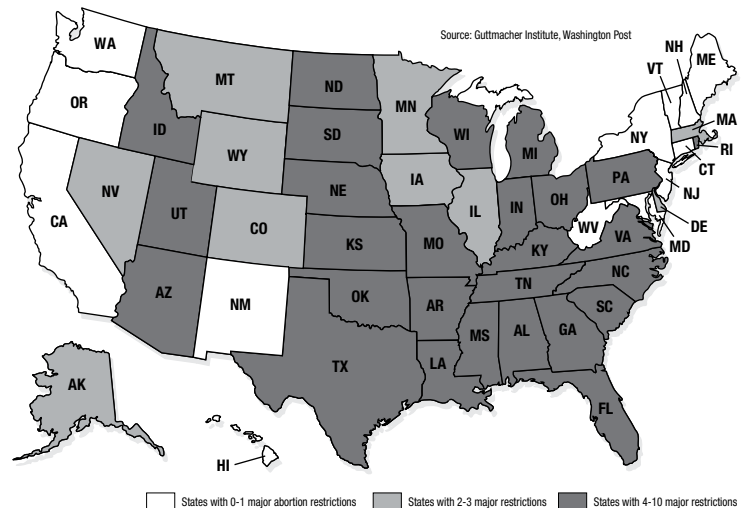 Source: Guttmacher Institute, Washington Post
WA
NH
ME
VT
MT
ND
OR
MN
MA
ID
SD
WI
NY
RI
WY
MI
CT
IA
PA
NJ
NE
NV
IL
IN
OH
DE
UT
CO
WV
VA
MD
CA
KS
MO
KY
NC
TN
AZ
OK
NM
AR
SC
MS
AL
GA
TX
LA
AK
FL
HI
States with 0-1 major abortion restrictions
States with 2-3 major restrictions
States with 4-10 major restrictions